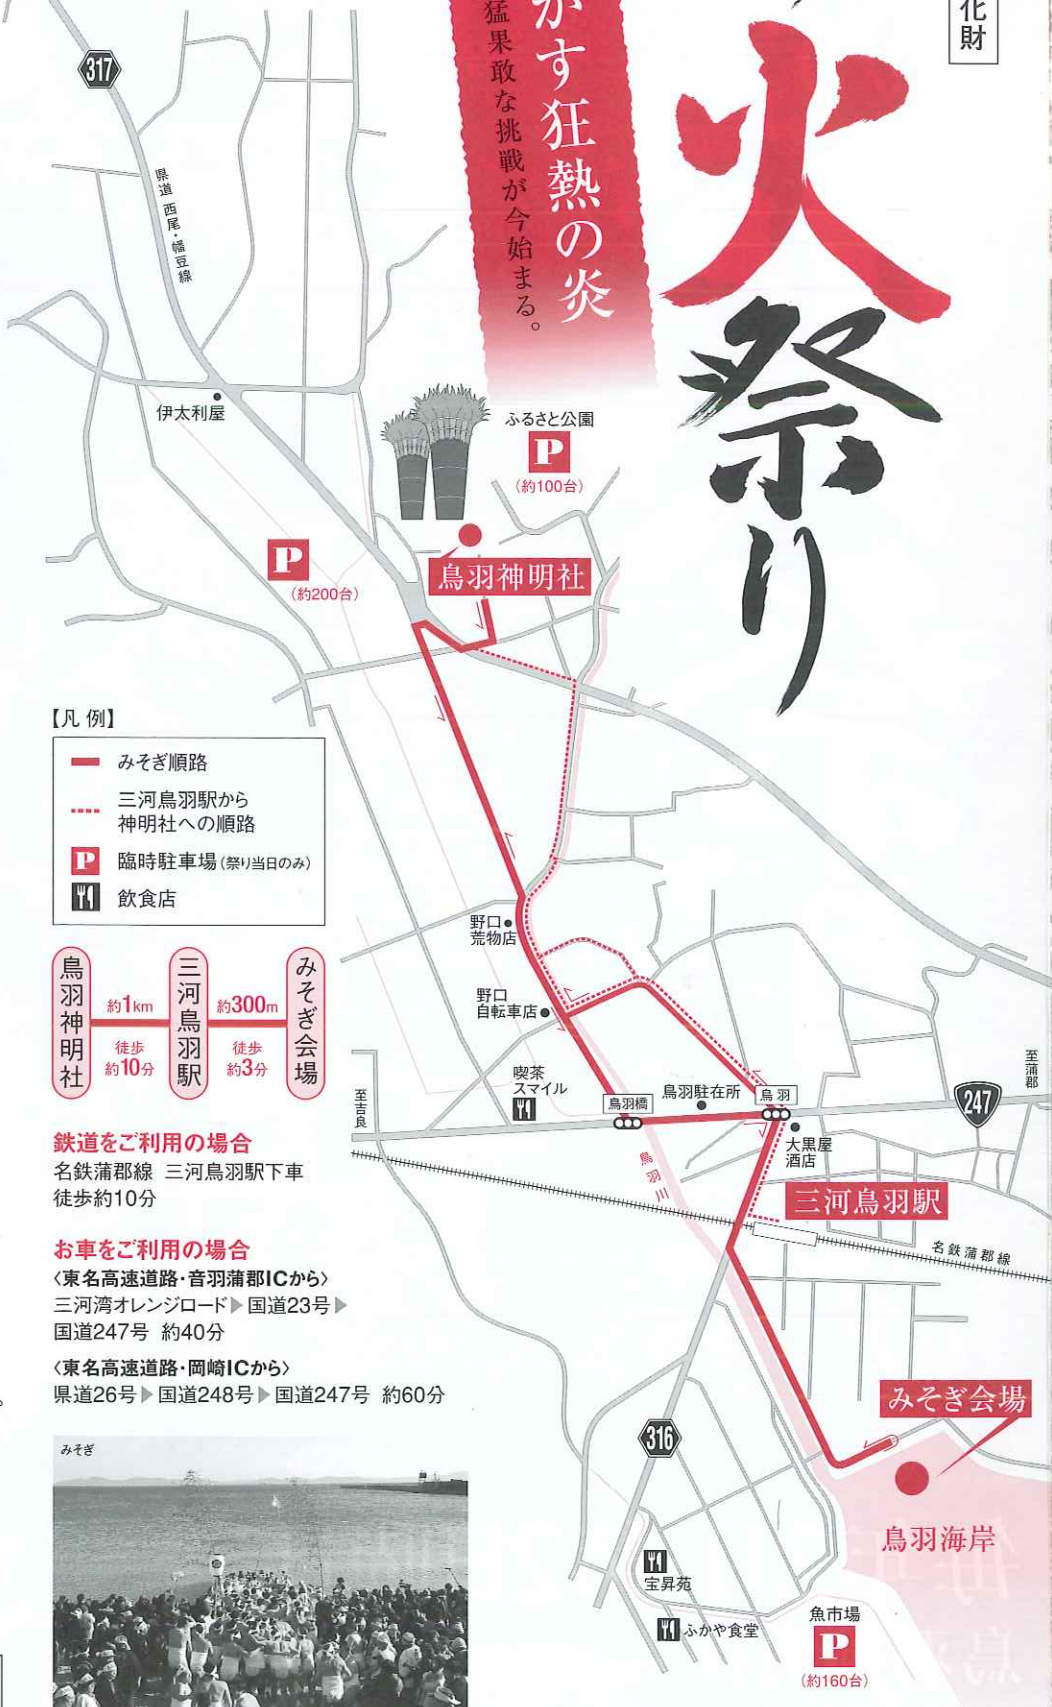 化財
火祭り
がす狂熱の炎
猛果敢な挑戦が今始まる。
317
県道 西尾・幡豆線
伊太利屋
ふるさと公園
P
(約100台)
P
(約200台)
鳥羽神明社
【凡 例】
みそぎ順路
三河鳥羽駅から
神明社への順路
P 臨時駐車場(祭り当日のみ)
飲食店
鳥羽神明社
約1km
徒歩
約10分
三河鳥羽駅
約300m
徒歩
約3分
みそぎ会場
野口
荒物店
野口
自転車店
喫茶
スマイル
鳥羽橋
鳥羽駐在所
鳥羽
至蒲郡
247
至吉良
大黒屋
酒店
鳥羽川
三河鳥羽駅
名鉄蒲郡線
鉄道をご利用の場合
名鉄蒲郡線 三河鳥羽駅下車
徒歩約10分
お車をご利用の場合
〈東名高速道路・音羽蒲郡ICから〉
三河湾オレンジロード▶国道23号▶
国道247号 約40分
〈東名高速道路・岡崎ICから〉
県道26号▶国道248号▶国道247号 約60分
みそぎ会場
316
鳥羽海岸
みそぎ
宝昇苑
ふかや食堂
魚市場
P
(約160台)